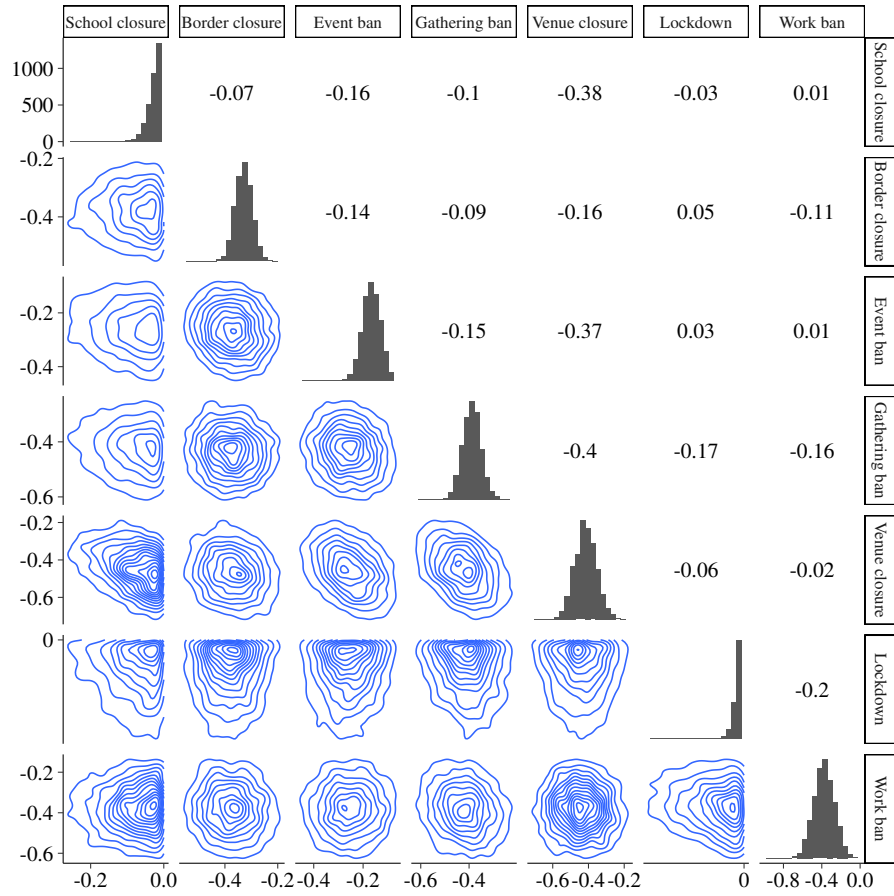 School closure Border closure Event ban Gathering ban Venue closure Lockdown Work ban
1000
500
0
-0.07 -0.16 -0.1 -0.38 -0.03 0.01
School closure
-0.2
-0.4
-0.14 -0.09 -0.16 0.05 -0.11
Border closure
-0.2
-0.4
-0.15 -0.37 0.03 0.01
Event ban
-0.4
-0.6
-0.4 -0.17 -0.16
Gathering ban
-0.2
-0.4
-0.6
-0.06 -0.02
Venue closure
0
-0.2
Lockdown
-0.2
-0.4
-0.6
Work ban
-0.2 0.0 -0.4 -0.2 -0.4 -0.2 -0.6 -0.4 -0.6 -0.4 -0.2 0 -0.8 -0.4 0.0